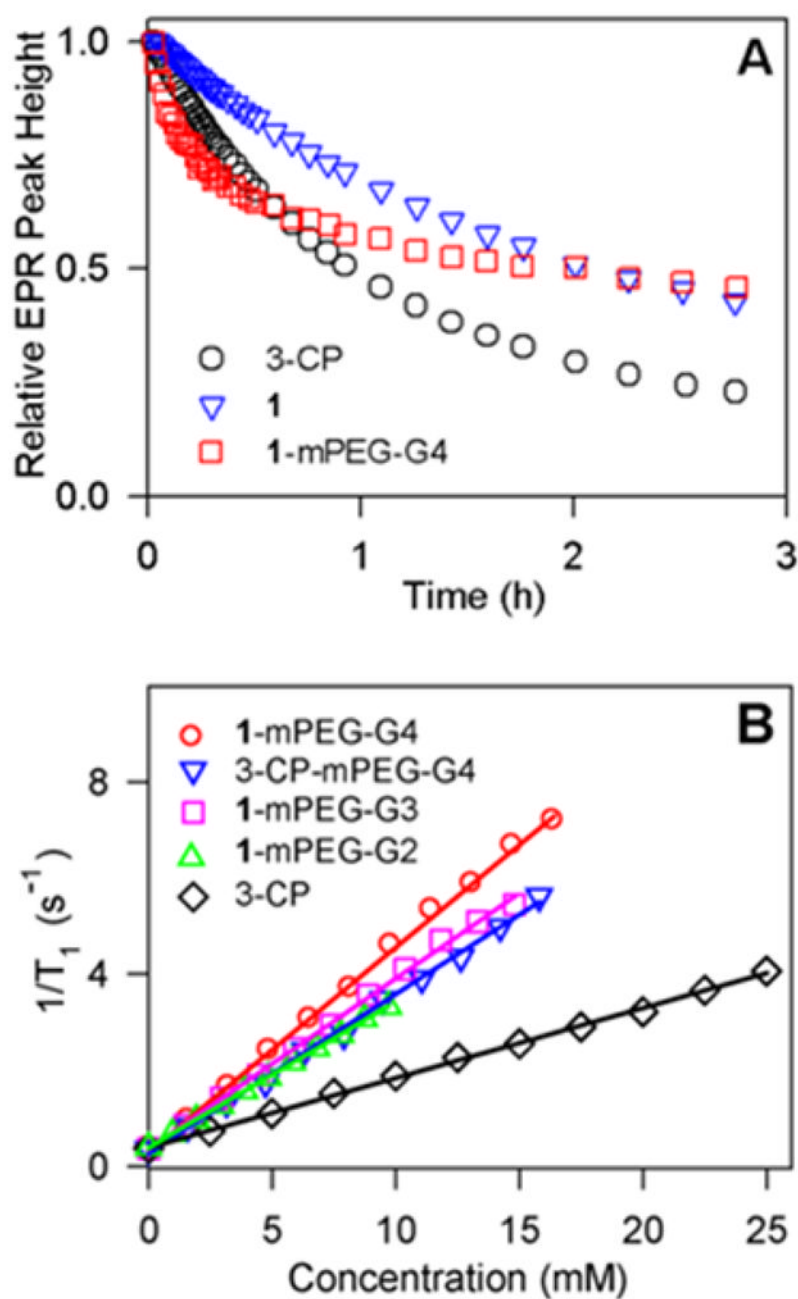 A
Relative EPR Peak Height
1.0
0.5
0.0
3-CP
1
1-mPEG-G4
0 1 2 3
Time (h)
B
1/T₁ (s⁻¹)
8
4
0
1-mPEG-G4
3-CP-mPEG-G4
1-mPEG-G3
1-mPEG-G2
3-CP
0 5 10 15 20 25
Concentration (mM)